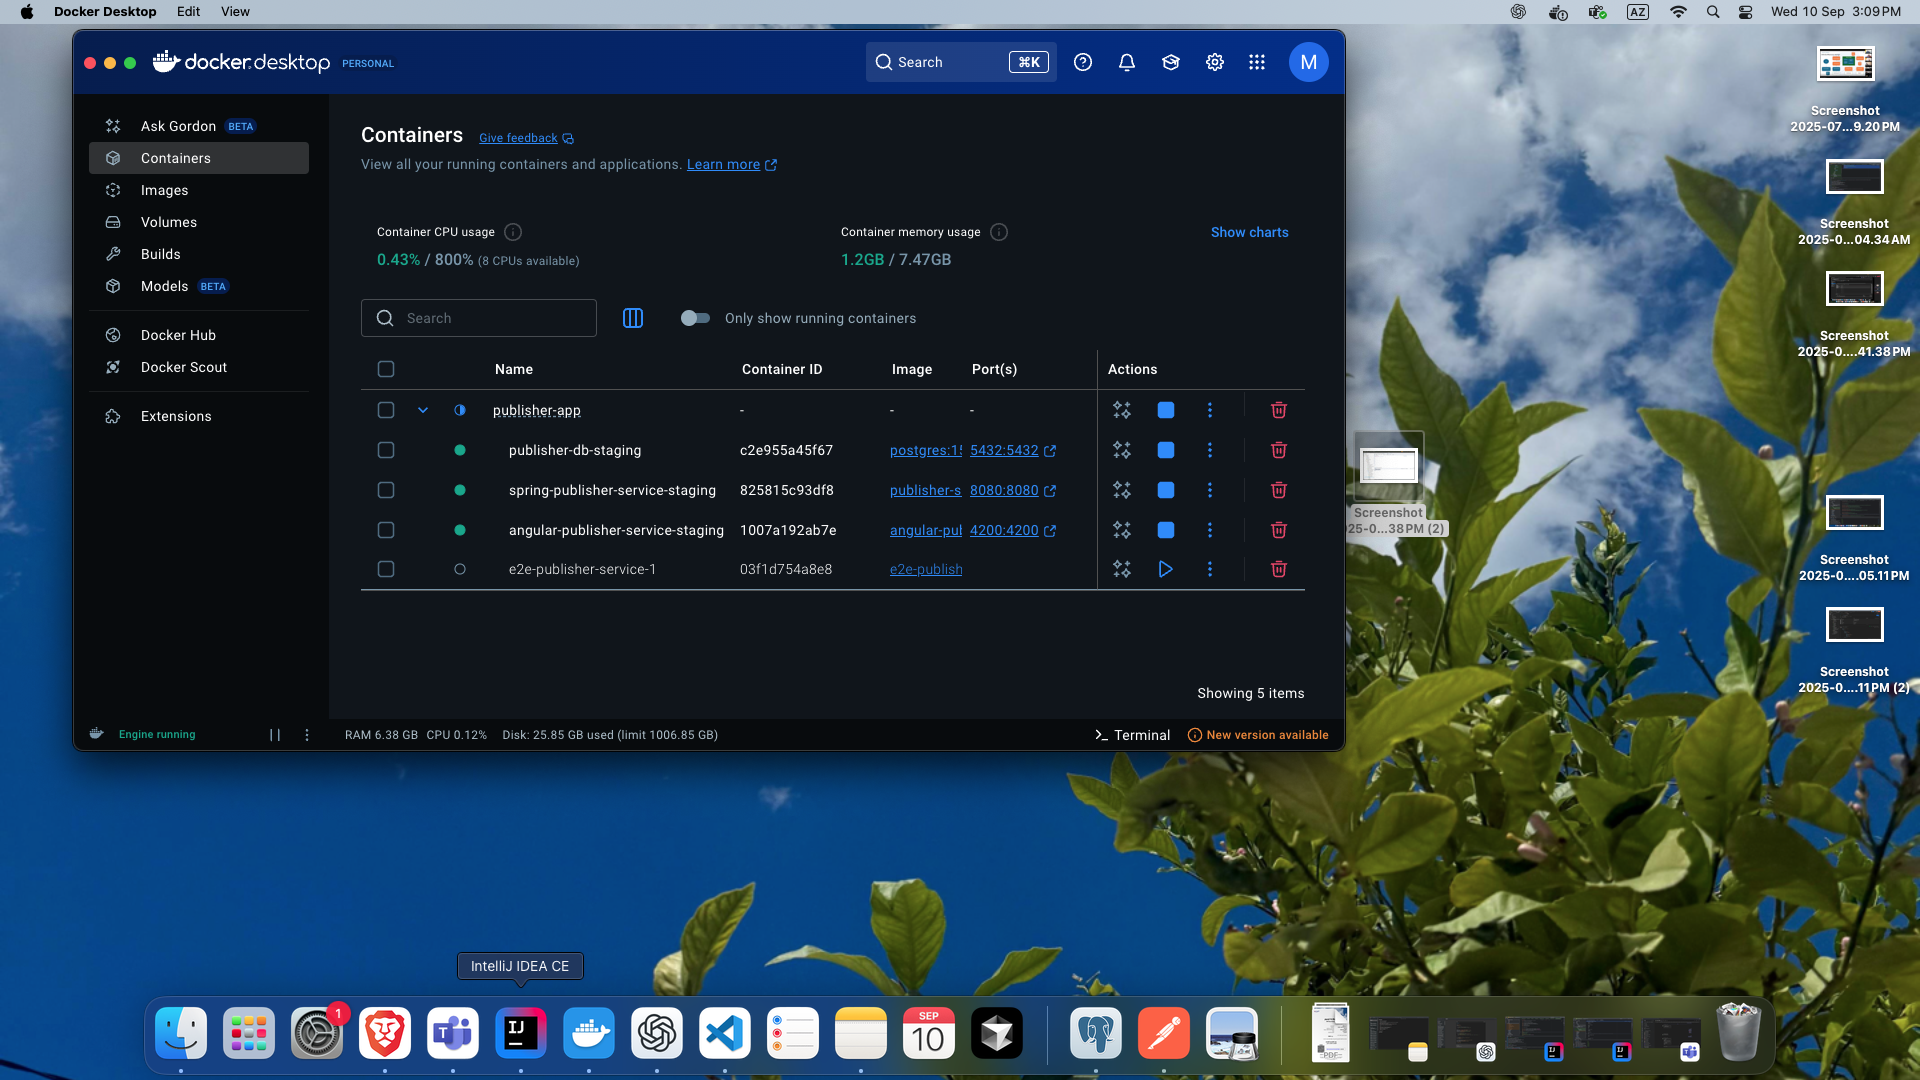 Docker Desktop Edit View
AZ Wed 10 Sep 3:09 PM
docker.desktop PERSONAL
Search ⌘K
M
Ask Gordon BETA
Containers
Images
Volumes
Builds
Models BETA
Docker Hub
Docker Scout
Extensions
Containers Give feedback
View all your running containers and applications. Learn more
Container CPU usage
0.43% / 800% (8 CPUs available)
Container memory usage
1.2GB / 7.47GB
Show charts
Search
Only show running containers
Name Container ID Image Port(s) Actions
publisher-app - - -
publisher-db-staging c2e955a45f67 postgres:15 5432:5432
spring-publisher-service-staging 825815c93df8 publisher-s 8080:8080
angular-publisher-service-staging 1007a192ab7e angular-pul 4200:4200
e2e-publisher-service-1 03f1d754a8e8 e2e-publish
Showing 5 items
Engine running
RAM 6.38 GB CPU 0.12% Disk: 25.85 GB used (limit 1006.85 GB)
Terminal
New version available
Screenshot
2025-07...9.20 PM
Screenshot
2025-0...04.34 AM
Screenshot
2025-0....41.38 PM
Screenshot
25-0...38 PM (2)
Screenshot
2025-0....05.11 PM
Screenshot
2025-0....11 PM (2)
IntelliJ IDEA CE
1
T
IJ
SEP
10
PDF